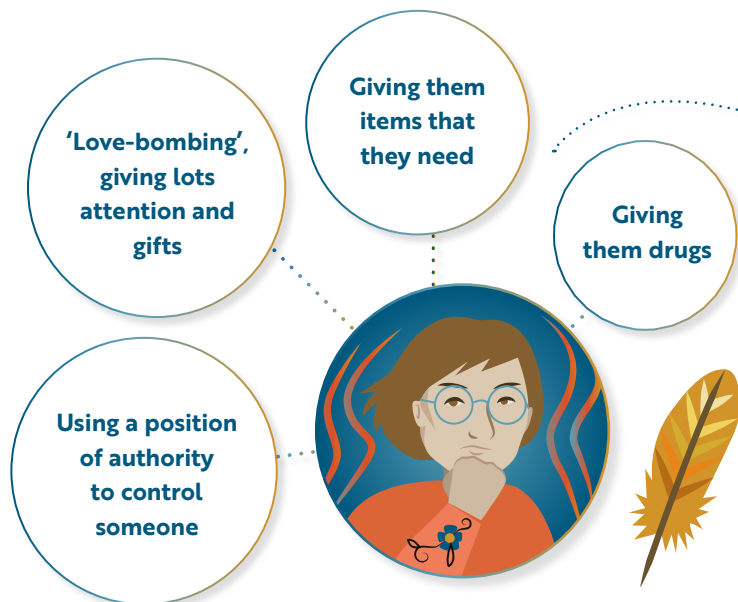 ‘Love-bombing’,
giving lots
attention and
gifts
Giving them
items that
they need
Giving
them drugs
Using a position
of authority
to control
someone